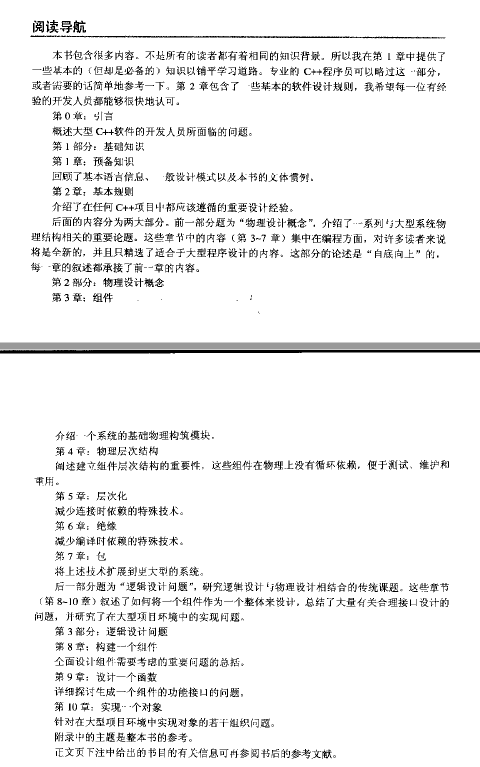 阅读导航
本书包含很多内容。不是所有的读者都有着相同的知识背景。所以我在第 1 章中提供了
一些基本的（但却是必备的）知识以铺平学习道路。专业的 C++程序员可以略过这一部分，
或者需要的话简单地参考一下。第 2 章包含了一些基本的软件设计规则，我希望每一位有经
验的开发人员都能够很快地认可。
第 0 章：引言
概述大型 C++软件的开发人员所面临的问题。
第 1 部分：基础知识
第 1 章：预备知识
回顾了基本语言信息、一般设计模式以及本书的文体惯例。
第 2 章：基本规则
介绍了在任何 C++项目中都应该遵循的重要设计经验。
后面的内容分为两大部分。前一部分题为“物理设计概念”，介绍了一系列与大型系统物
理结构相关的重要论题。这些章节中的内容（第 3~7 章）集中在编程方面，对许多读者来说
将是全新的，并且只精选了适合于大型程序设计的内容。这部分的论述是“自底向上”的，
每一章的叙述都承接了前一章的内容。
第 2 部分：物理设计概念
第 3 章：组件
介绍一个系统的基础物理构筑模块。
第 4 章：物理层次结构
阐述建立组件层次结构的重要性，这些组件在物理上没有循环依赖，便于测试、维护和
重用。
第 5 章：层次化
减少连接时依赖的特殊技术。
第 6 章：绝缘
减少编译时依赖的特殊技术。
第 7 章：包
将上述技术扩展到更大型的系统。
后一部分题为“逻辑设计问题”，研究逻辑设计与物理设计相结合的传统课题。这些章节
（第 8~10 章）叙述了如何将一个组件作为一个整体来设计，总结了大量有关合理接口设计的
问题，并研究了在大型项目环境中的实现问题。
第 3 部分：逻辑设计问题
第 8 章：构建一个组件
全面设计组件需要考虑的重要问题的总括。
第 9 章：设计一个函数
详细探讨生成一个组件的功能接口的问题。
第 10 章：实现一个对象
针对在大型项目环境中实现对象的若干组织问题。
附录中的主题是整本书的参考。
正文页下注中给出的书目的有关信息可再参阅书后的参考文献。